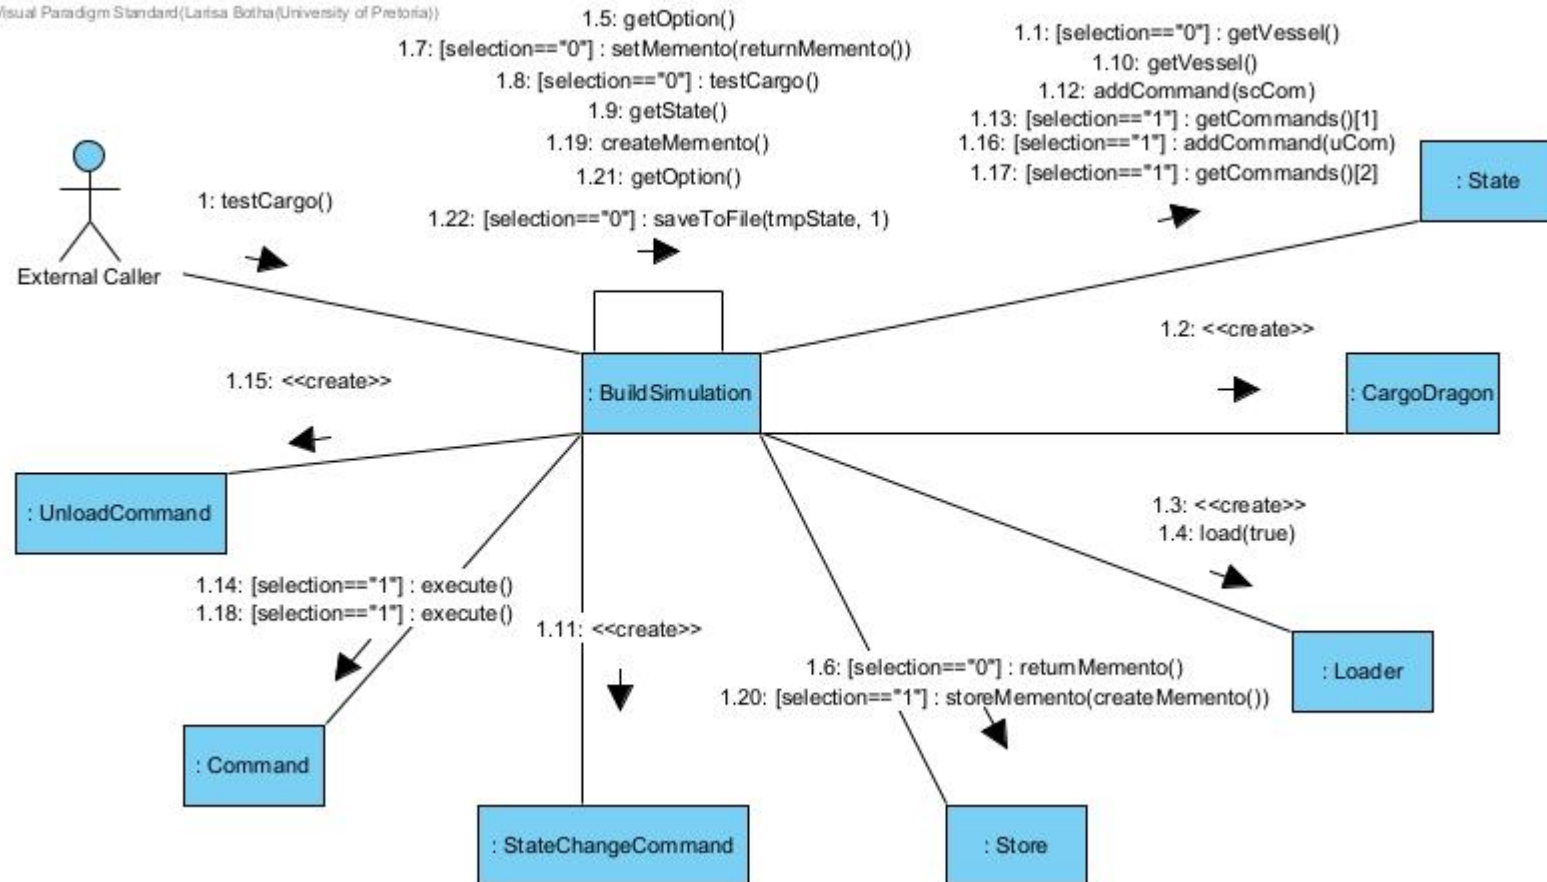 Visual Paradigm Standard(Larisa Botha(University of Pretoria))
1.5: getOption()
1.7: [selection=="0"] : setMemento(returnMemento())
1.8: [selection=="0"] : testCargo()
1.9: getState()
1.19: createMemento()
1.21: getOption()
1.22: [selection=="0"] : saveToFile(tmpState, 1)
1.1: [selection=="0"] : getVessel()
1.10: getVessel()
1.12: addCommand(scCom)
1.13: [selection=="1"] : getCommands()[1]
1.16: [selection=="1"] : addCommand(uCom)
1.17: [selection=="1"] : getCommands()[2]
: State
1: testCargo()
External Caller
1.2: <<create>>
: CargoDragon
: BuildSimulation
1.15: <<create>>
: UnloadCommand
1.3: <<create>>
1.4: load(true)
: Loader
1.14: [selection=="1"] : execute()
1.18: [selection=="1"] : execute()
: Command
1.11: <<create>>
: StateChangeCommand
1.6: [selection=="0"] : returnMemento()
1.20: [selection=="1"] : storeMemento(createMemento())
: Store